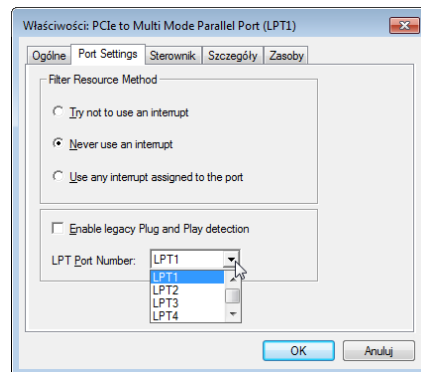 Właściwości: PCIe to Multi Mode Parallel Port (LPT1)
Ogólne Port Settings Sterownik Szczegóły Zasoby
Filter Resource Method
Try not to use an interrupt
Never use an interrupt
Use any interrupt assigned to the port
Enable legacy Plug and Play detection
LPT Port Number: LPT1
LPT1
LPT2
LPT3
LPT4
OK Anuluj